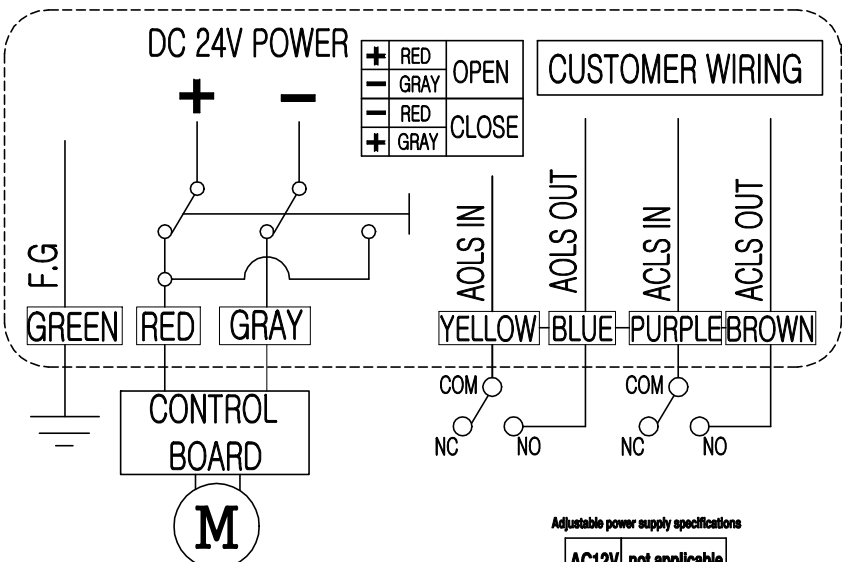 DC 24V POWER
+ −
+ RED
− GRAY
OPEN
− RED
+ GRAY
CLOSE
CUSTOMER WIRING
F.G
AOLS IN
AOLS OUT
ACLS IN
ACLS OUT
GREEN RED GRAY YELLOW BLUE PURPLE BROWN
COM COM
NC NO NC NO
CONTROL
BOARD
M
Adjustable power supply specifications
AC12V not applicable